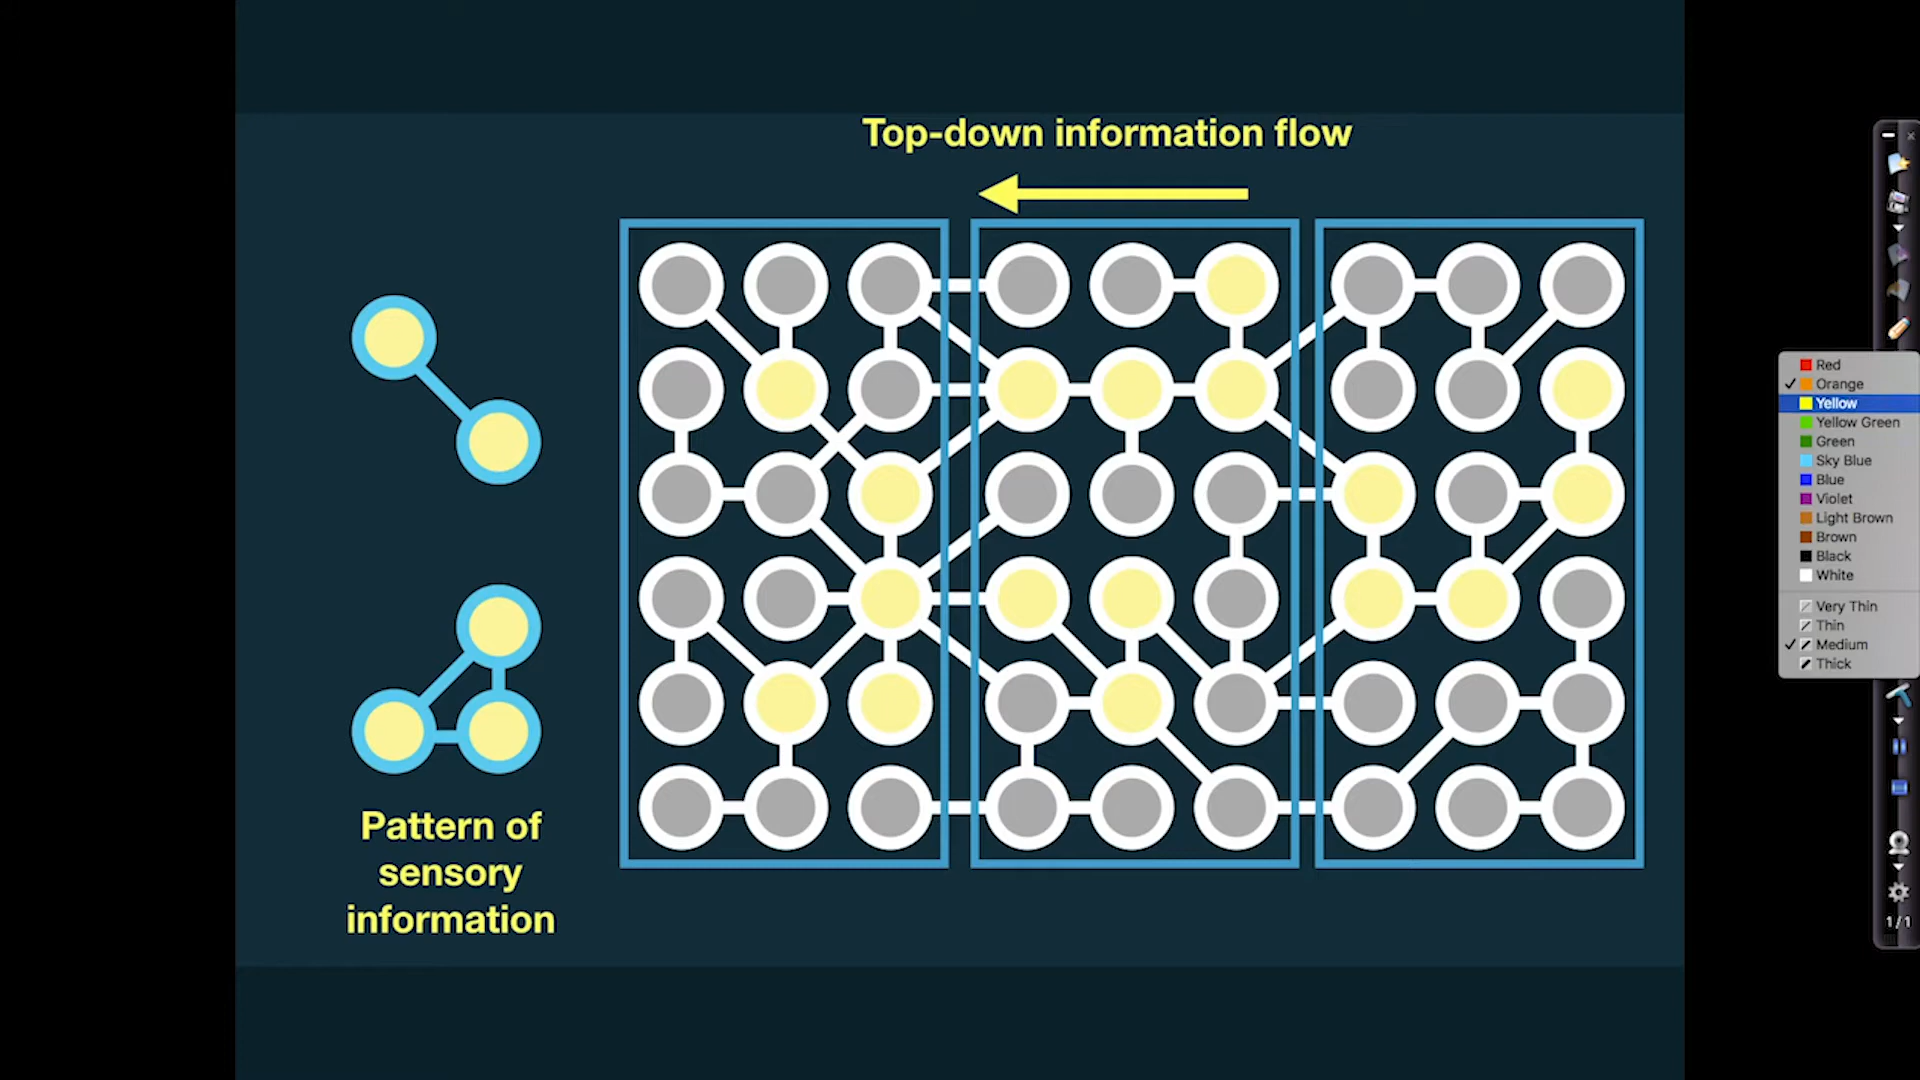 Top-down information flow
Pattern of
sensory
information
Red
Orange
Yellow
Yellow Green
Green
Sky Blue
Blue
Violet
Light Brown
Brown
Black
White
Very Thin
Thin
Medium
Thick
1/1